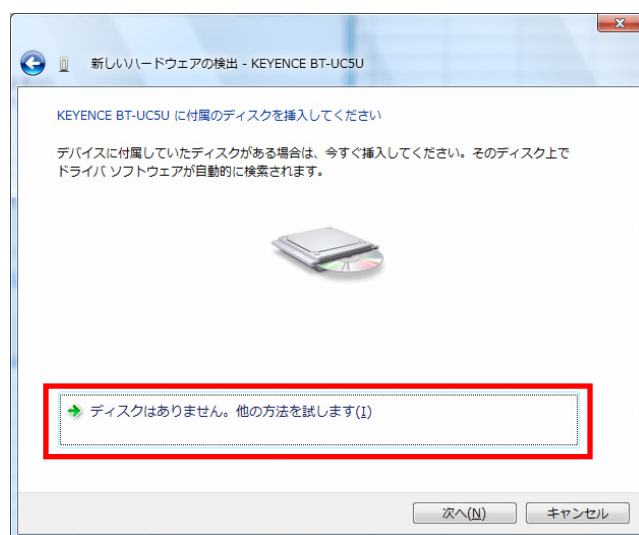 新しいハードウェアの検出 - KEYENCE BT-UC5U
KEYENCE BT-UC5U に付属のディスクを挿入してください
デバイスに付属していたディスクがある場合は、今すぐ挿入してください。そのディスク上で
ドライバ ソフトウェアが自動的に検索されます。
ディスクはありません。他の方法を試します(I)
次へ(N) キャンセル